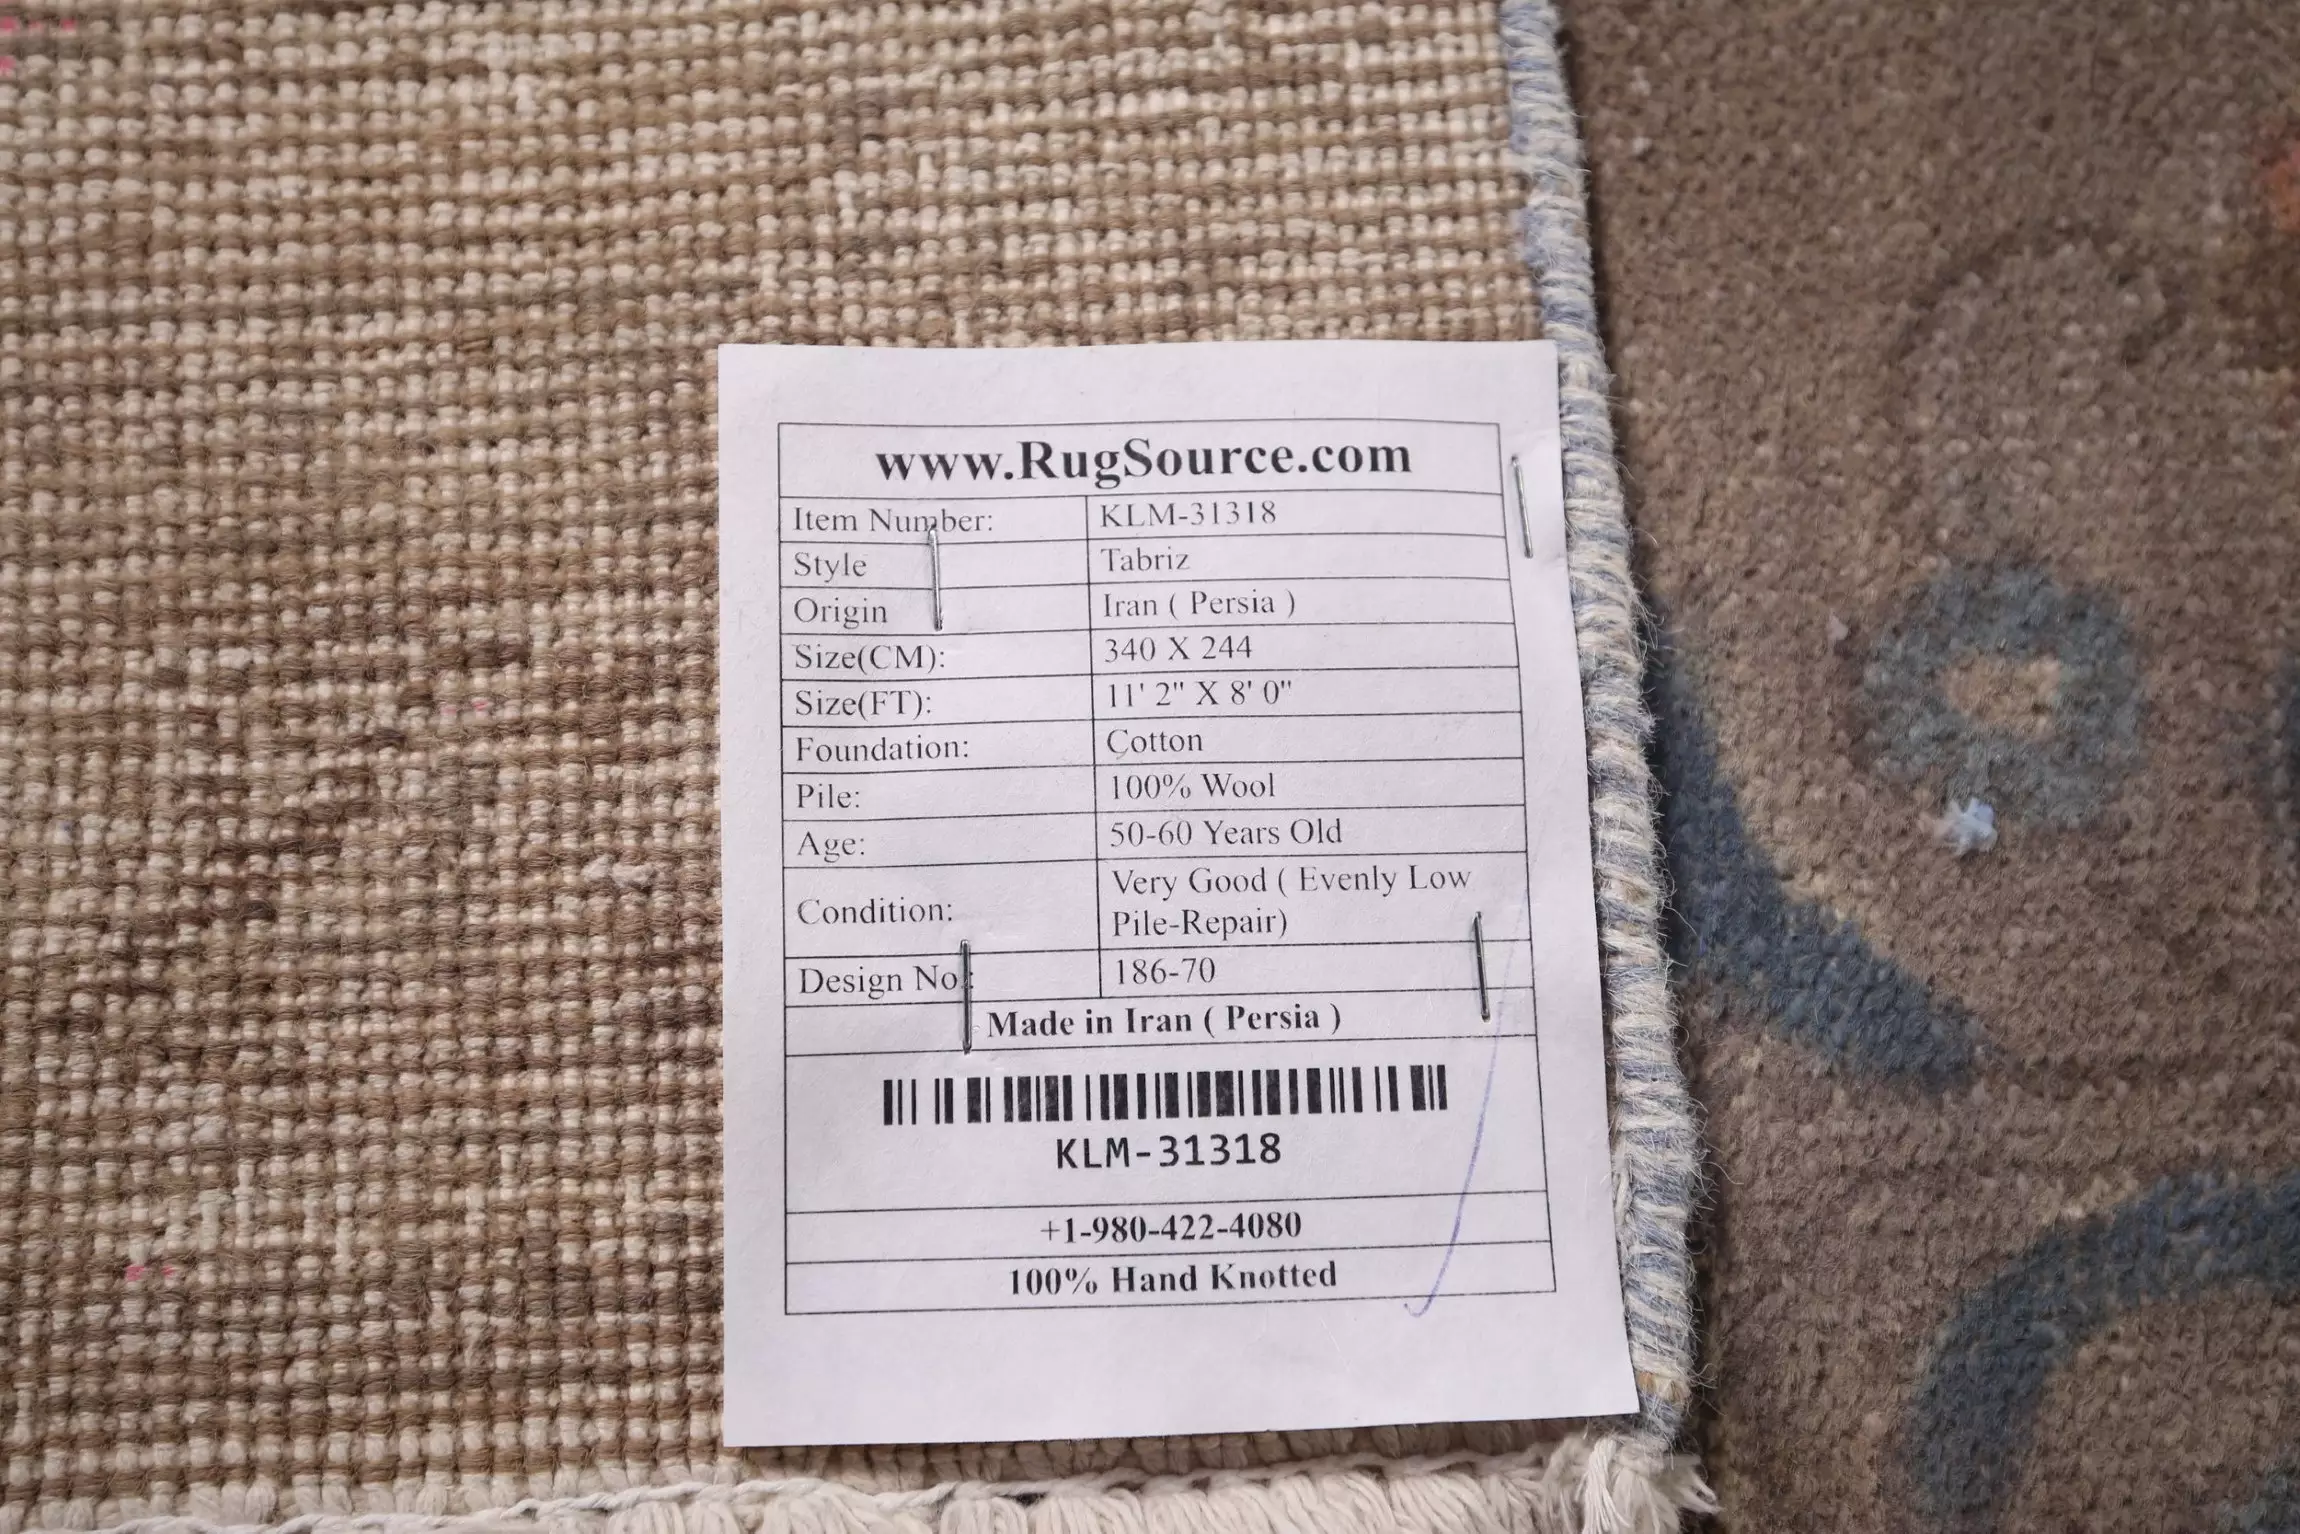 www.RugSource.com
Item Number: KLM-31318
Style Tabriz
Origin Iran ( Persia )
Size(CM): 340 X 244
Size(FT): 11' 2" X 8' 0"
Foundation: Cotton
Pile: 100% Wool
Age: 50-60 Years Old
Condition: Very Good ( Evenly Low
Pile-Repair)
Design No: 186-70
Made in Iran ( Persia )
KLM-31318
+1-980-422-4080
100% Hand Knotted